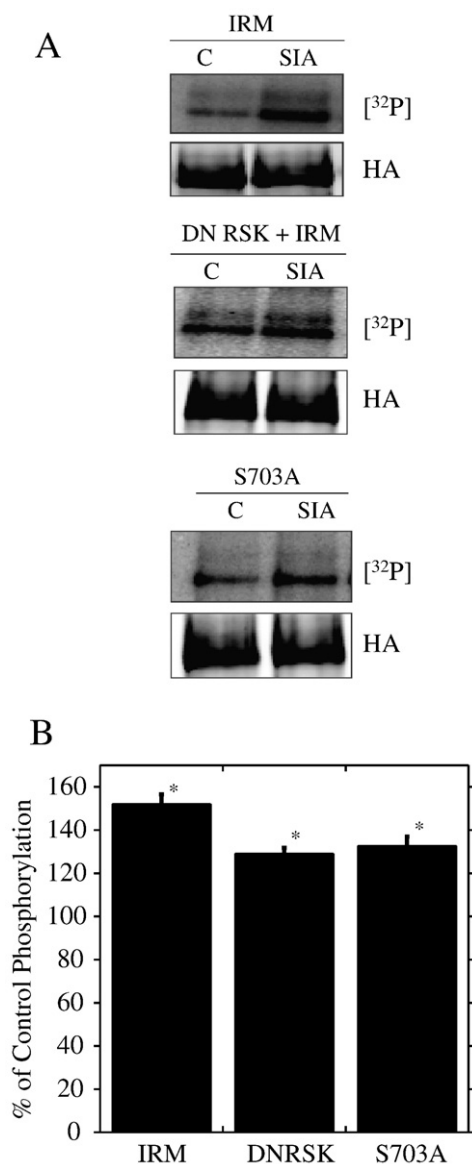 A
IRM
C SIA
[³²P]
HA
DN RSK + IRM
C SIA
[³²P]
HA
S703A
C SIA
[³²P]
HA
B
% of Control Phosphorylation
160
140
120
100
80
60
40
20
0
* * *
IRM DNRSK S703A